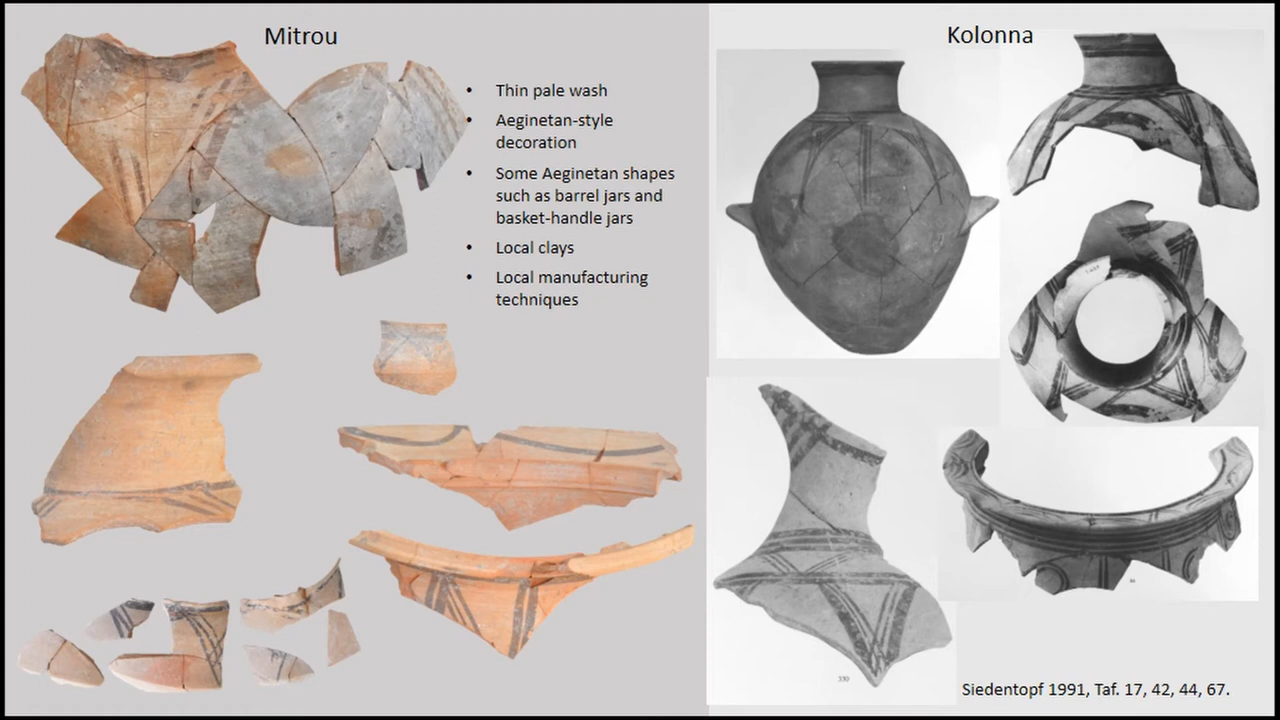 Mitrou
• Thin pale wash
• Aeginetan-style
decoration
• Some Aeginetan shapes
such as barrel jars and
basket-handle jars
• Local clays
• Local manufacturing
techniques
Kolonna
330
Siedentopf 1991, Taf. 17, 42, 44, 67.